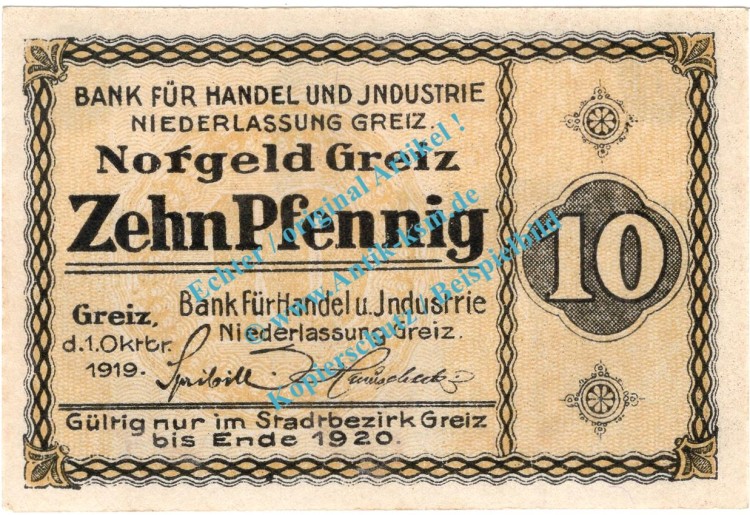 BANK FÜR HANDEL UND JNDUSTRIE
NIEDERLASSUNG GREIZ.
Notgeld Greiz
Zehn Pfennig
10
Greiz,
d. 1. Oktbr.
1919.
Bank Für Handel u. Jndustrie
Niederlassung Greiz.
Gültig nur im Stadtbezirk Greiz
bis Ende 1920.
Echter / original Artikel !
© www.Antik-ksm.de
Kopierschutz - Beispielbild